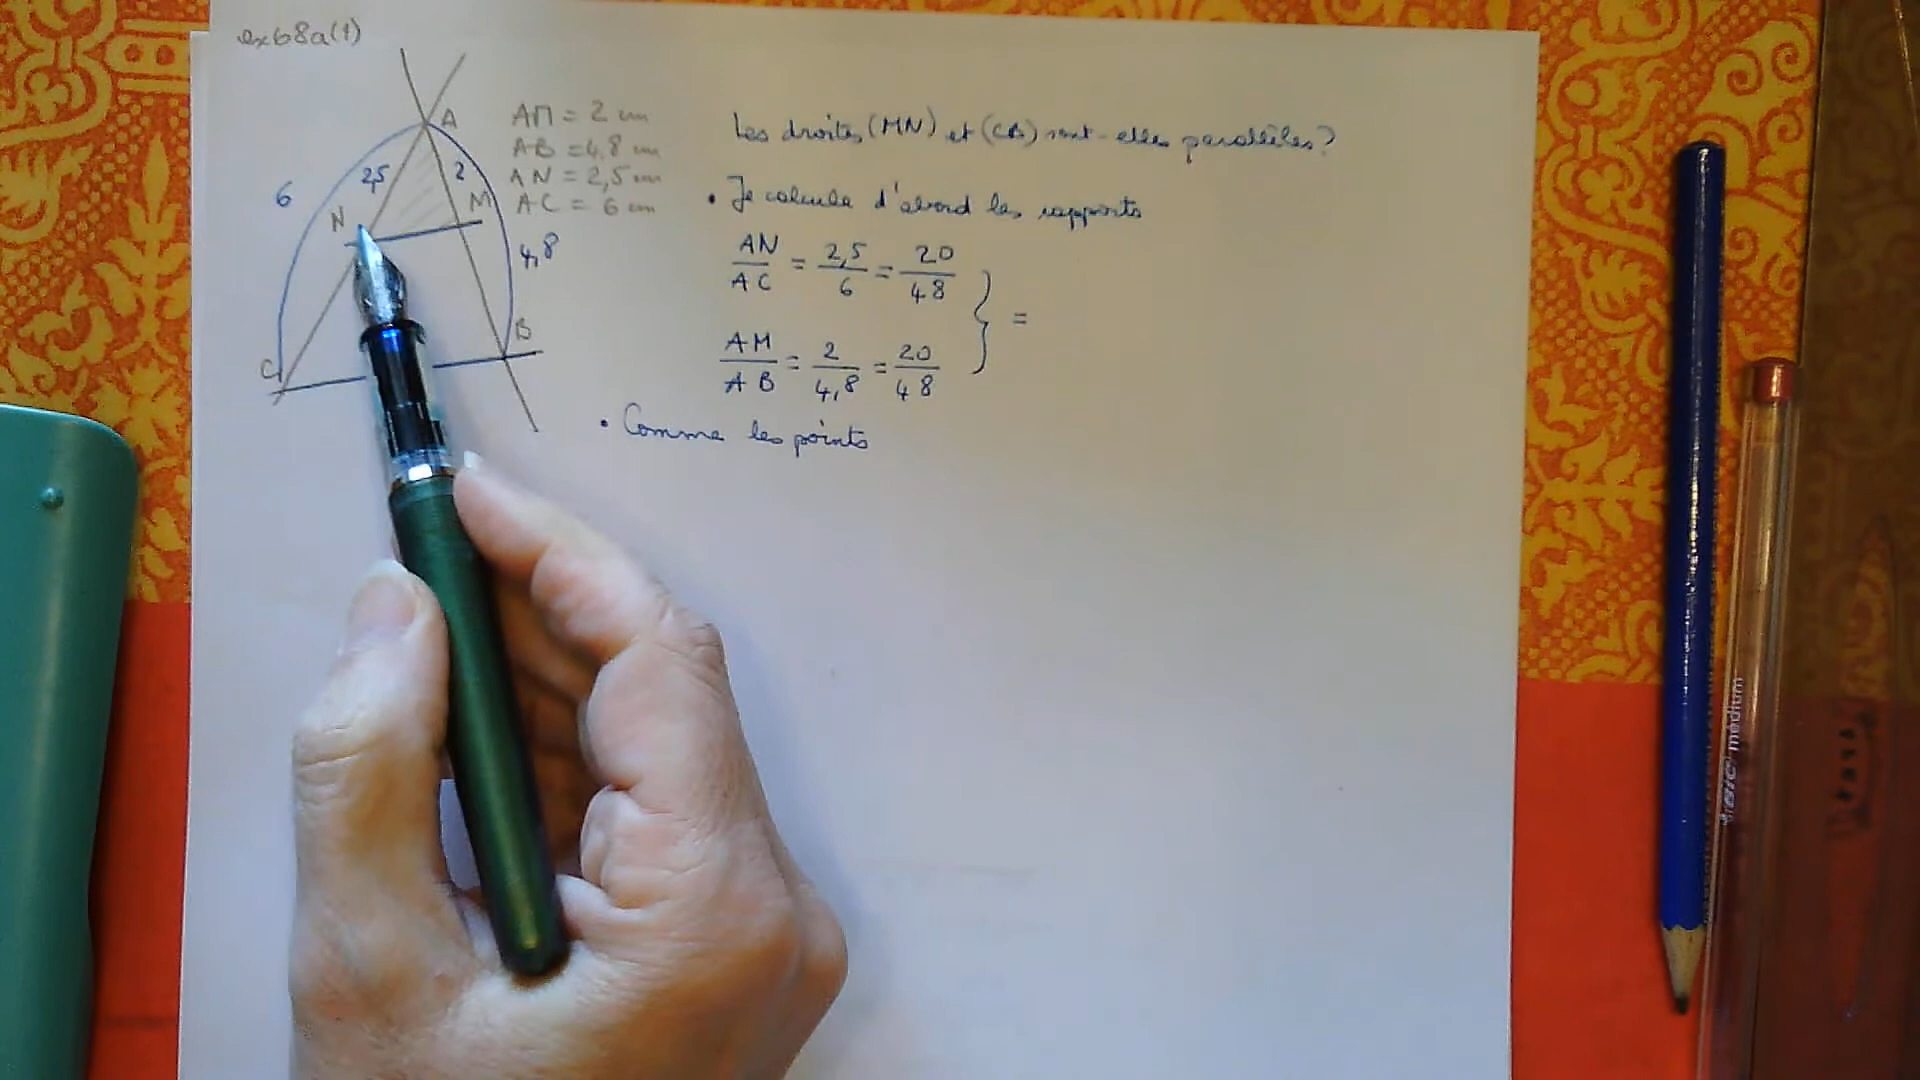 ex68a(1)
AM = 2 cm
AB = 4,8 cm
AN = 2,5 cm
AC = 6 cm
A
6
2,5
2
N
M
4,8
B
C
Les droites (MN) et (CB) sont-elles parallèles ?
• Je calcule d'abord les rapports
AN/AC = 2,5/6 = 20/48
} =
AM/AB = 2/4,8 = 20/48
• Comme les points
BIC medium